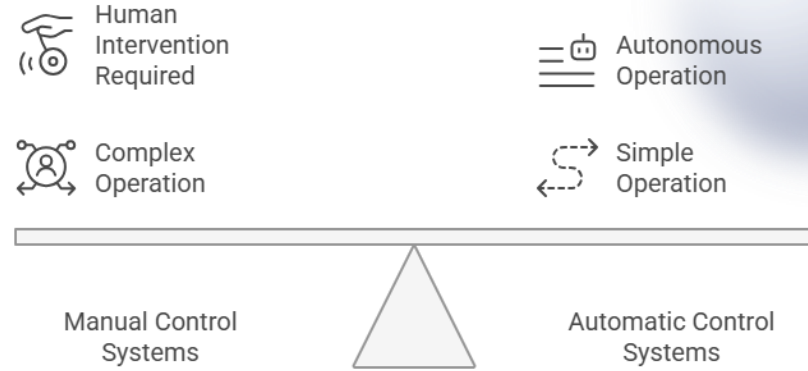 Human
Intervention
Required
Autonomous
Operation
Complex
Operation
Simple
Operation
Manual Control
Systems
Automatic Control
Systems